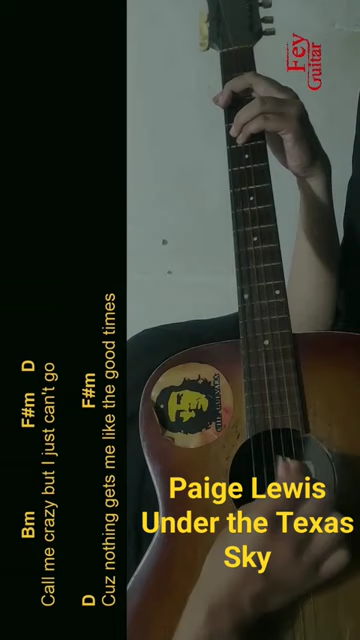 Bm F#m D
Call me crazy but I just can't go
D F#m
Cuz nothing gets me like the good times
Fey
Guitar
Paige Lewis
Under the Texas
Sky